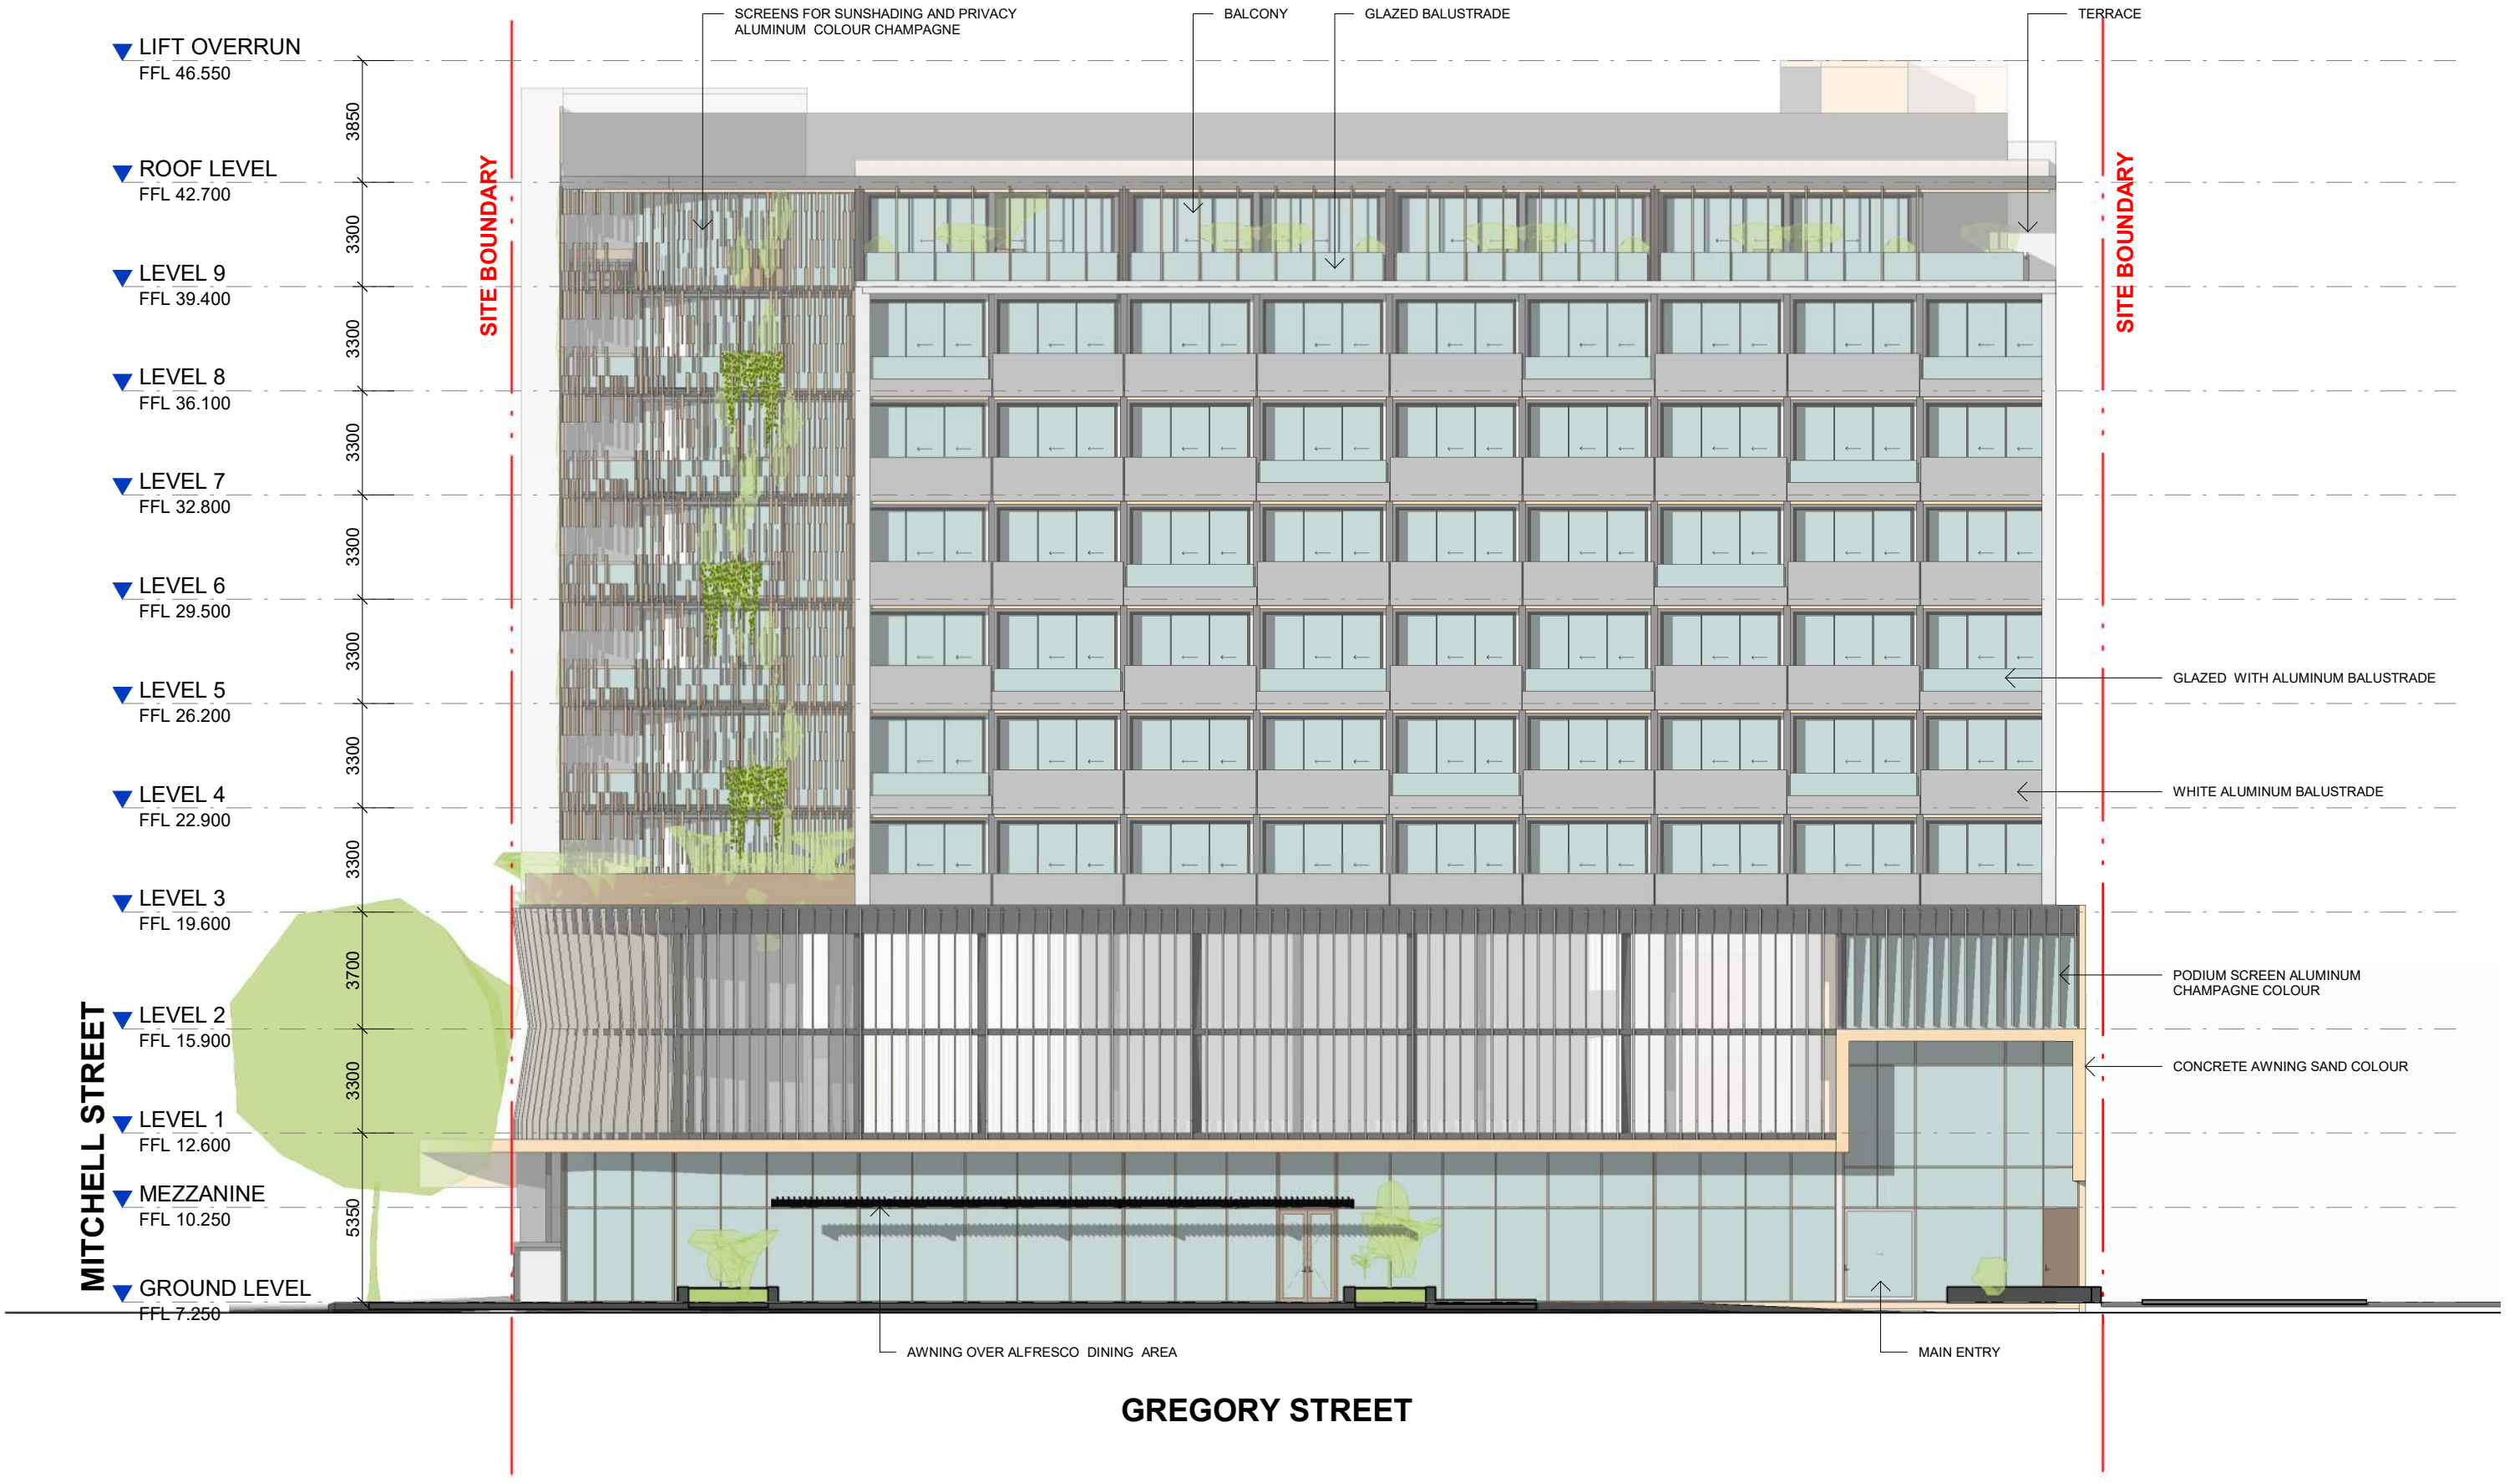 SCREENS FOR SUNSHADING AND PRIVACY
ALUMINUM COLOUR CHAMPAGNE
BALCONY
GLAZED BALUSTRADE
TERRACE
LIFT OVERRUN
FFL 46.550
3850
ROOF LEVEL
FFL 42.700
3300
LEVEL 9
FFL 39.400
3300
LEVEL 8
FFL 36.100
3300
LEVEL 7
FFL 32.800
3300
LEVEL 6
FFL 29.500
3300
LEVEL 5
FFL 26.200
3300
LEVEL 4
FFL 22.900
3300
LEVEL 3
FFL 19.600
3700
LEVEL 2
FFL 15.900
3300
LEVEL 1
FFL 12.600
MEZZANINE
FFL 10.250
5350
GROUND LEVEL
FFL 7.250
MITCHELL STREET
SITE BOUNDARY
SITE BOUNDARY
GLAZED WITH ALUMINUM BALUSTRADE
WHITE ALUMINUM BALUSTRADE
PODIUM SCREEN ALUMINUM
CHAMPAGNE COLOUR
CONCRETE AWNING SAND COLOUR
AWNING OVER ALFRESCO DINING AREA
MAIN ENTRY
GREGORY STREET